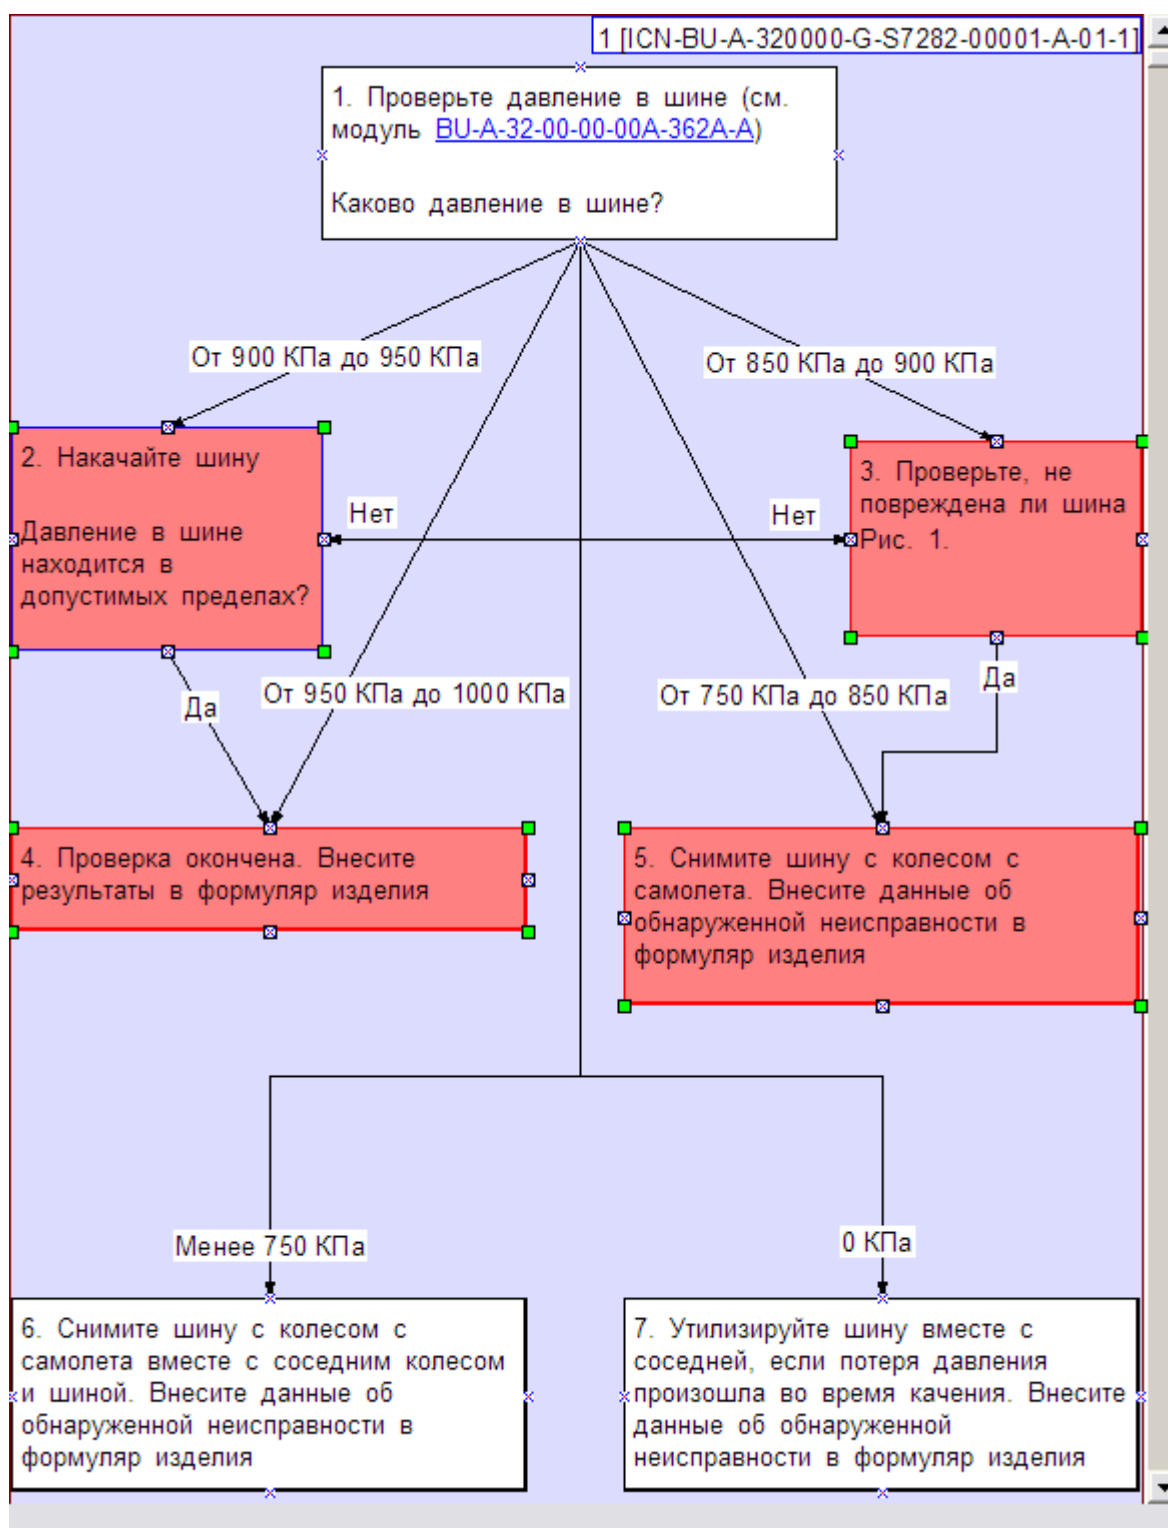 1 [ICN-BU-A-320000-G-S7282-00001-A-01-1]
1. Проверьте давление в шине (см.
модуль BU-A-32-00-00-00A-362A-A)
Каково давление в шине?
От 900 КПа до 950 КПа
От 850 КПа до 900 КПа
2. Накачайте шину
Давление в шине
находится в
допустимых пределах?
Нет
Нет
3. Проверьте, не
повреждена ли шина
Рис. 1.
Да
От 950 КПа до 1000 КПа
От 750 КПа до 850 КПа
Да
4. Проверка окончена. Внесите
результаты в формуляр изделия
5. Снимите шину с колесом с
самолета. Внесите данные об
обнаруженной неисправности в
формуляр изделия
Менее 750 КПа
0 КПа
6. Снимите шину с колесом с
самолета вместе с соседним колесом
и шиной. Внесите данные об
обнаруженной неисправности в
формуляр изделия
7. Утилизируйте шину вместе с
соседней, если потеря давления
произошла во время качения. Внесите
данные об обнаруженной
неисправности в формуляр изделия